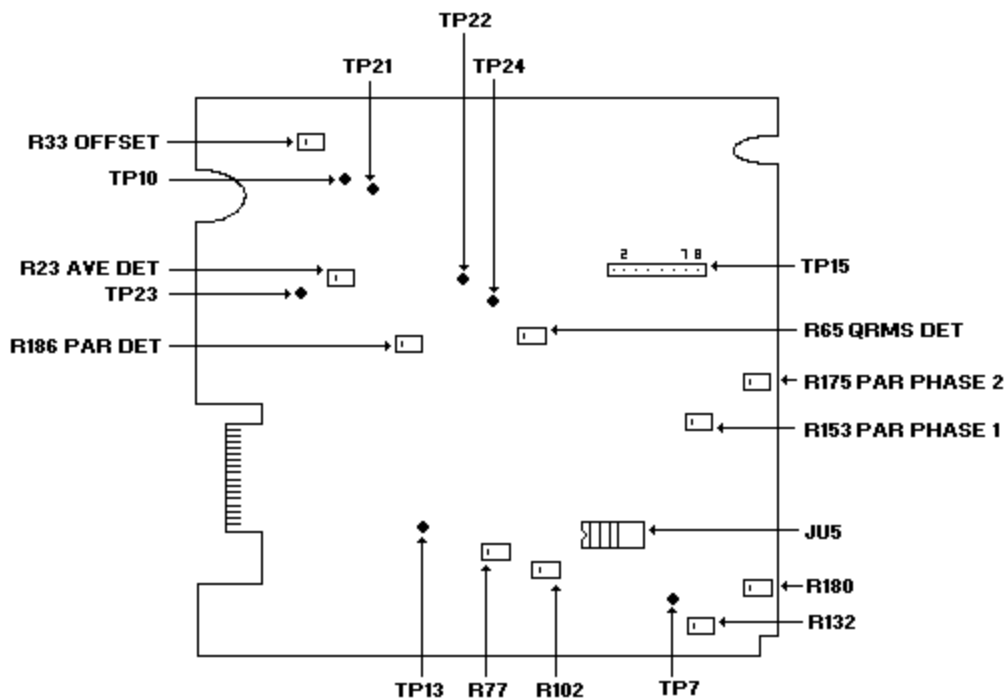 TP22
TP21
TP24
R33 OFFSET
TP10
R23 AVE DET
2 7 8
TP15
TP23
R65 QRMS DET
R186 PAR DET
R175 PAR PHASE 2
R153 PAR PHASE 1
JU5
R180
R132
TP13 R77 R102 TP7